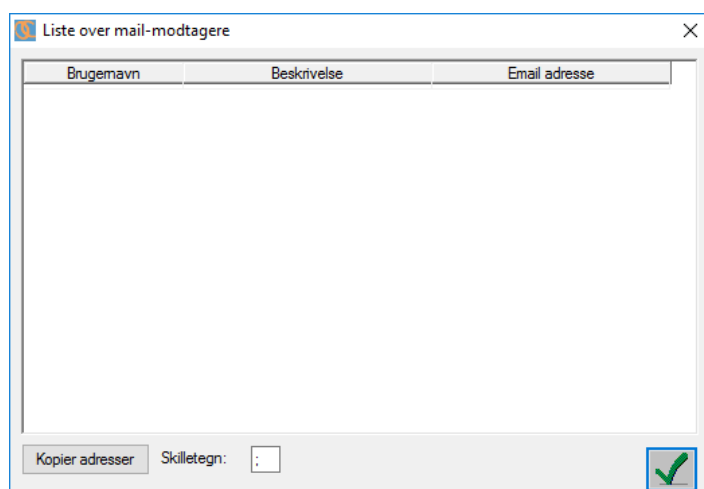 Liste over mail-modtagere
Brugernavn Beskrivelse Email adresse
Kopier adresser Skilletegn: ;